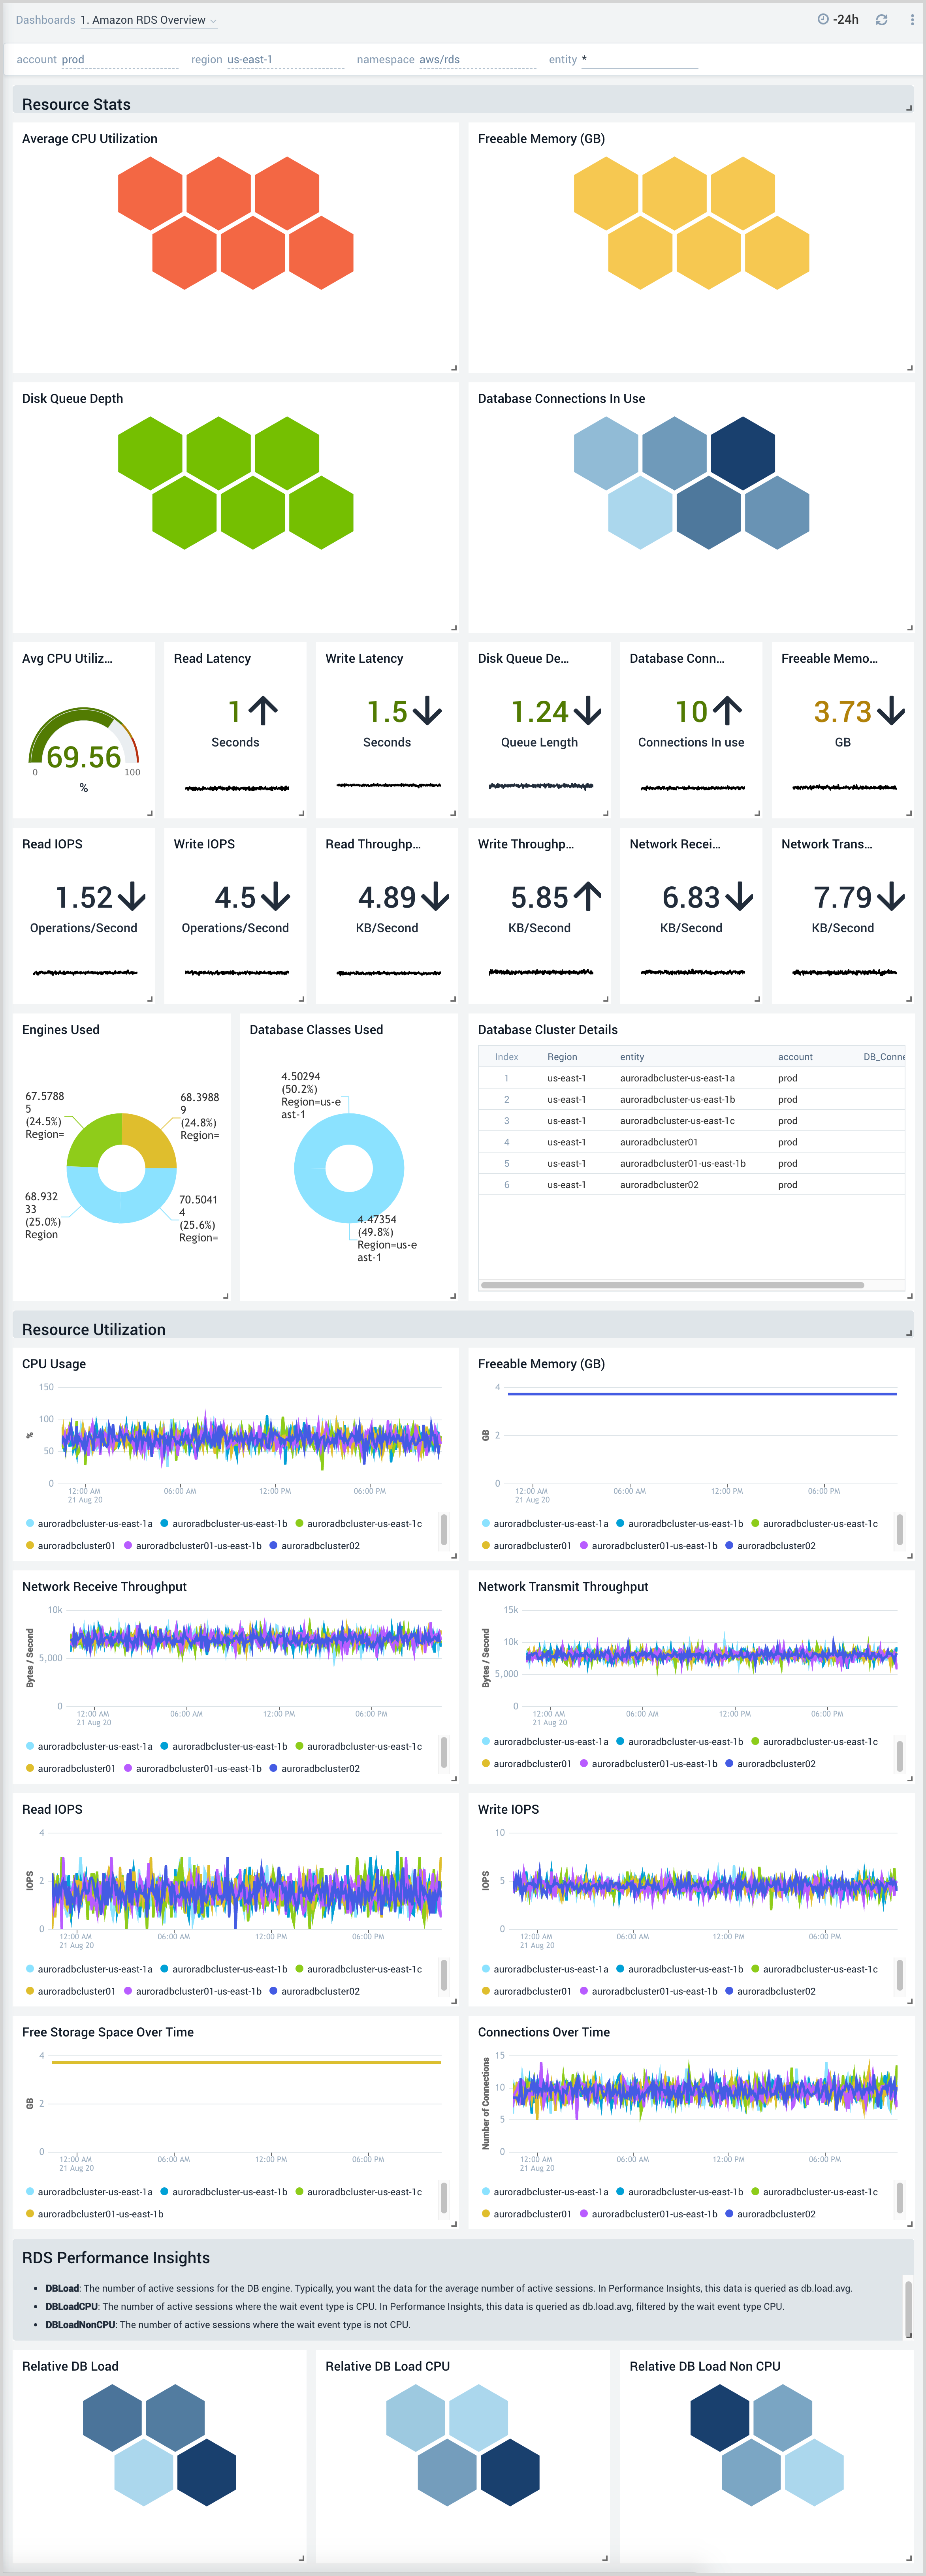 Dashboards 1. Amazon RDS Overview -24h
account prod region us-east-1 namespace aws/rds entity *
Resource Stats
Average CPU Utilization Freeable Memory (GB)
Disk Queue Depth Database Connections In Use
Avg CPU Utiliz... Read Latency Write Latency Disk Queue De... Database Conn... Freeable Memo...
69.56 1 1.5 1.24 10 3.73
0 100 Seconds Seconds Queue Length Connections In use GB
%
Read IOPS Write IOPS Read Throughp... Write Throughp... Network Recei... Network Trans...
1.52 4.5 4.89 5.85 6.83 7.79
Operations/Second Operations/Second KB/Second KB/Second KB/Second KB/Second
Engines Used
67.5788
5
(24.5%)
Region=
68.3988
9
(24.8%)
Region=
68.932
33
(25.0%)
Region
70.5041
4
(25.6%)
Region=
Database Classes Used
4.50294
(50.2%)
Region=us-e
ast-1
4.47354
(49.8%)
Region=us-e
ast-1
Database Cluster Details
Index Region entity account DB_Conne
1 us-east-1 auroradbcluster-us-east-1a prod
2 us-east-1 auroradbcluster-us-east-1b prod
3 us-east-1 auroradbcluster-us-east-1c prod
4 us-east-1 auroradbcluster01 prod
5 us-east-1 auroradbcluster01-us-east-1b prod
6 us-east-1 auroradbcluster02 prod
Resource Utilization
CPU Usage
150
100
50
0
%
12:00 AM 06:00 AM 12:00 PM 06:00 PM
21 Aug 20
auroradbcluster-us-east-1a auroradbcluster-us-east-1b auroradbcluster-us-east-1c
auroradbcluster01 auroradbcluster01-us-east-1b auroradbcluster02
Freeable Memory (GB)
4
2
0
GB
12:00 AM 06:00 AM 12:00 PM 06:00 PM
21 Aug 20
auroradbcluster-us-east-1a auroradbcluster-us-east-1b auroradbcluster-us-east-1c
auroradbcluster01 auroradbcluster01-us-east-1b auroradbcluster02
Network Receive Throughput
10k
5,000
0
Bytes / Second
12:00 AM 06:00 AM 12:00 PM 06:00 PM
21 Aug 20
auroradbcluster-us-east-1a auroradbcluster-us-east-1b auroradbcluster-us-east-1c
auroradbcluster01 auroradbcluster01-us-east-1b auroradbcluster02
Network Transmit Throughput
15k
10k
5,000
0
Bytes / Second
12:00 AM 06:00 AM 12:00 PM 06:00 PM
21 Aug 20
auroradbcluster-us-east-1a auroradbcluster-us-east-1b auroradbcluster-us-east-1c
auroradbcluster01 auroradbcluster01-us-east-1b auroradbcluster02
Read IOPS
4
2
0
IOPS
12:00 AM 06:00 AM 12:00 PM 06:00 PM
21 Aug 20
auroradbcluster-us-east-1a auroradbcluster-us-east-1b auroradbcluster-us-east-1c
auroradbcluster01 auroradbcluster01-us-east-1b auroradbcluster02
Write IOPS
10
5
0
IOPS
12:00 AM 06:00 AM 12:00 PM 06:00 PM
21 Aug 20
auroradbcluster-us-east-1a auroradbcluster-us-east-1b auroradbcluster-us-east-1c
auroradbcluster01 auroradbcluster01-us-east-1b auroradbcluster02
Free Storage Space Over Time
4
2
0
GB
12:00 AM 06:00 AM 12:00 PM 06:00 PM
21 Aug 20
auroradbcluster-us-east-1a auroradbcluster-us-east-1b auroradbcluster-us-east-1c
auroradbcluster01-us-east-1b
Connections Over Time
15
10
5
0
Number of Connections
12:00 AM 06:00 AM 12:00 PM 06:00 PM
21 Aug 20
auroradbcluster-us-east-1a auroradbcluster-us-east-1b auroradbcluster-us-east-1c
auroradbcluster01 auroradbcluster01-us-east-1b auroradbcluster02
RDS Performance Insights
• DBLoad: The number of active sessions for the DB engine. Typically, you want the data for the average number of active sessions. In Performance Insights, this data is queried as db.load.avg.
• DBLoadCPU: The number of active sessions where the wait event type is CPU. In Performance Insights, this data is queried as db.load.avg, filtered by the wait event type CPU.
• DBLoadNonCPU: The number of active sessions where the wait event type is not CPU.
Relative DB Load Relative DB Load CPU Relative DB Load Non CPU